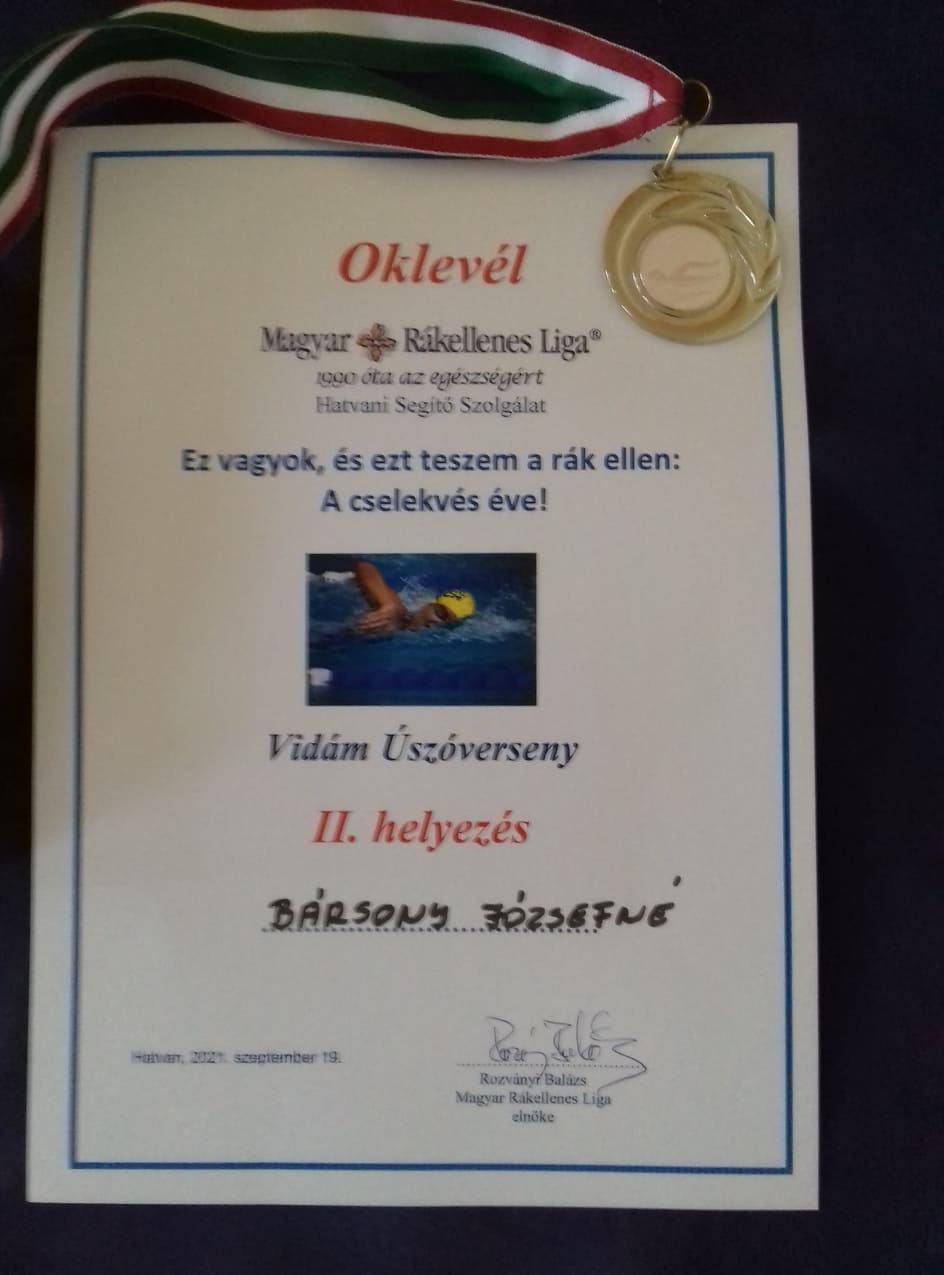 Oklevél
Magyar Rákellenes Liga®
1990 óta az egészségért
Hatvani Segítő Szolgálat
Ez vagyok, és ezt teszem a rák ellen:
A cselekvés éve!
Vidám Úszóverseny
II. helyezés
BÁRSONY JÓZSEFNÉ
Hatvan, 2021. szeptember 19.
Rozványi Balázs
Magyar Rákellenes Liga
elnöke